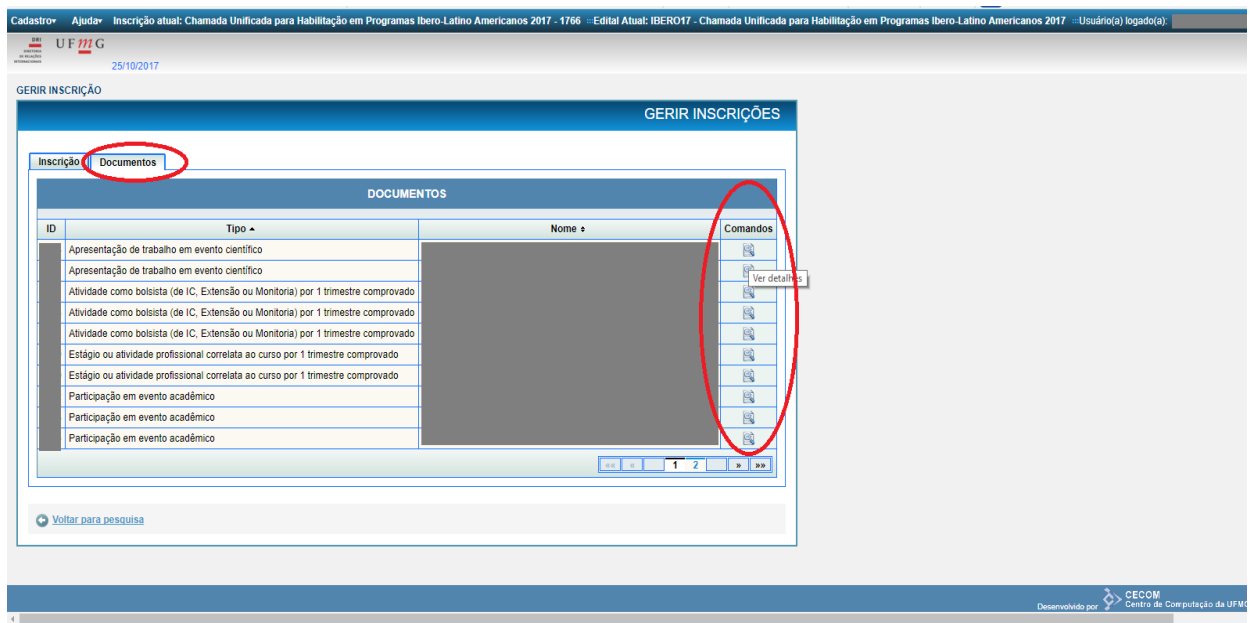 Cadastro Ajuda Inscrição atual: Chamada Unificada para Habilitação em Programas Ibero-Latino Americanos 2017 - 1766 :::Edital Atual: IBERO17 - Chamada Unificada para Habilitação em Programas Ibero-Latino Americanos 2017 :::Usuário(a) logado(a):
DRI
DIRETORIA
DE RELAÇÕES
INTERNACIONAIS
UFmG
25/10/2017
GERIR INSCRIÇÃO
GERIR INSCRIÇÕES
Inscrição Documentos
DOCUMENTOS
ID Tipo Nome Comandos
Apresentação de trabalho em evento científico
Apresentação de trabalho em evento científico
Ver detalhes
Atividade como bolsista (de IC, Extensão ou Monitoria) por 1 trimestre comprovado
Atividade como bolsista (de IC, Extensão ou Monitoria) por 1 trimestre comprovado
Atividade como bolsista (de IC, Extensão ou Monitoria) por 1 trimestre comprovado
Estágio ou atividade profissional correlata ao curso por 1 trimestre comprovado
Estágio ou atividade profissional correlata ao curso por 1 trimestre comprovado
Participação em evento acadêmico
Participação em evento acadêmico
Participação em evento acadêmico
«« « 1 2 » »»
Voltar para pesquisa
Desenvolvido por CECOM
Centro de Computação da UFMG